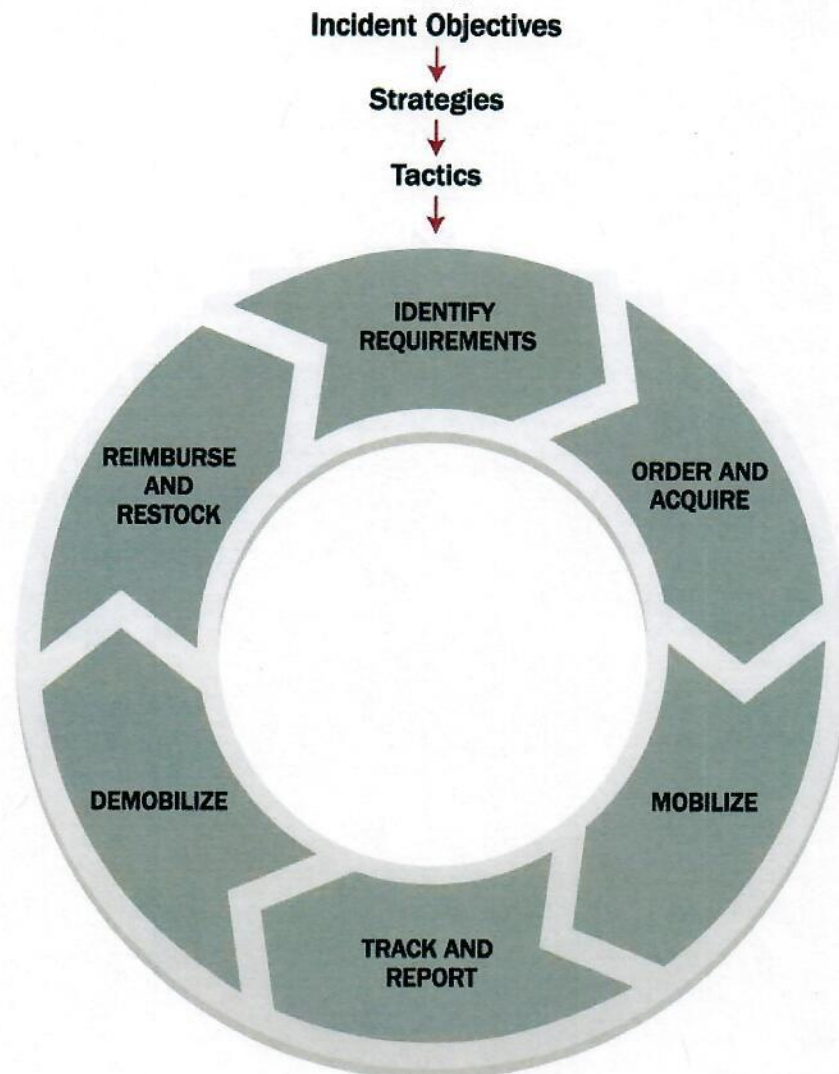 Incident Objectives
Strategies
Tactics
IDENTIFY
REQUIREMENTS
ORDER AND
ACQUIRE
MOBILIZE
TRACK AND
REPORT
DEMOBILIZE
REIMBURSE
AND
RESTOCK